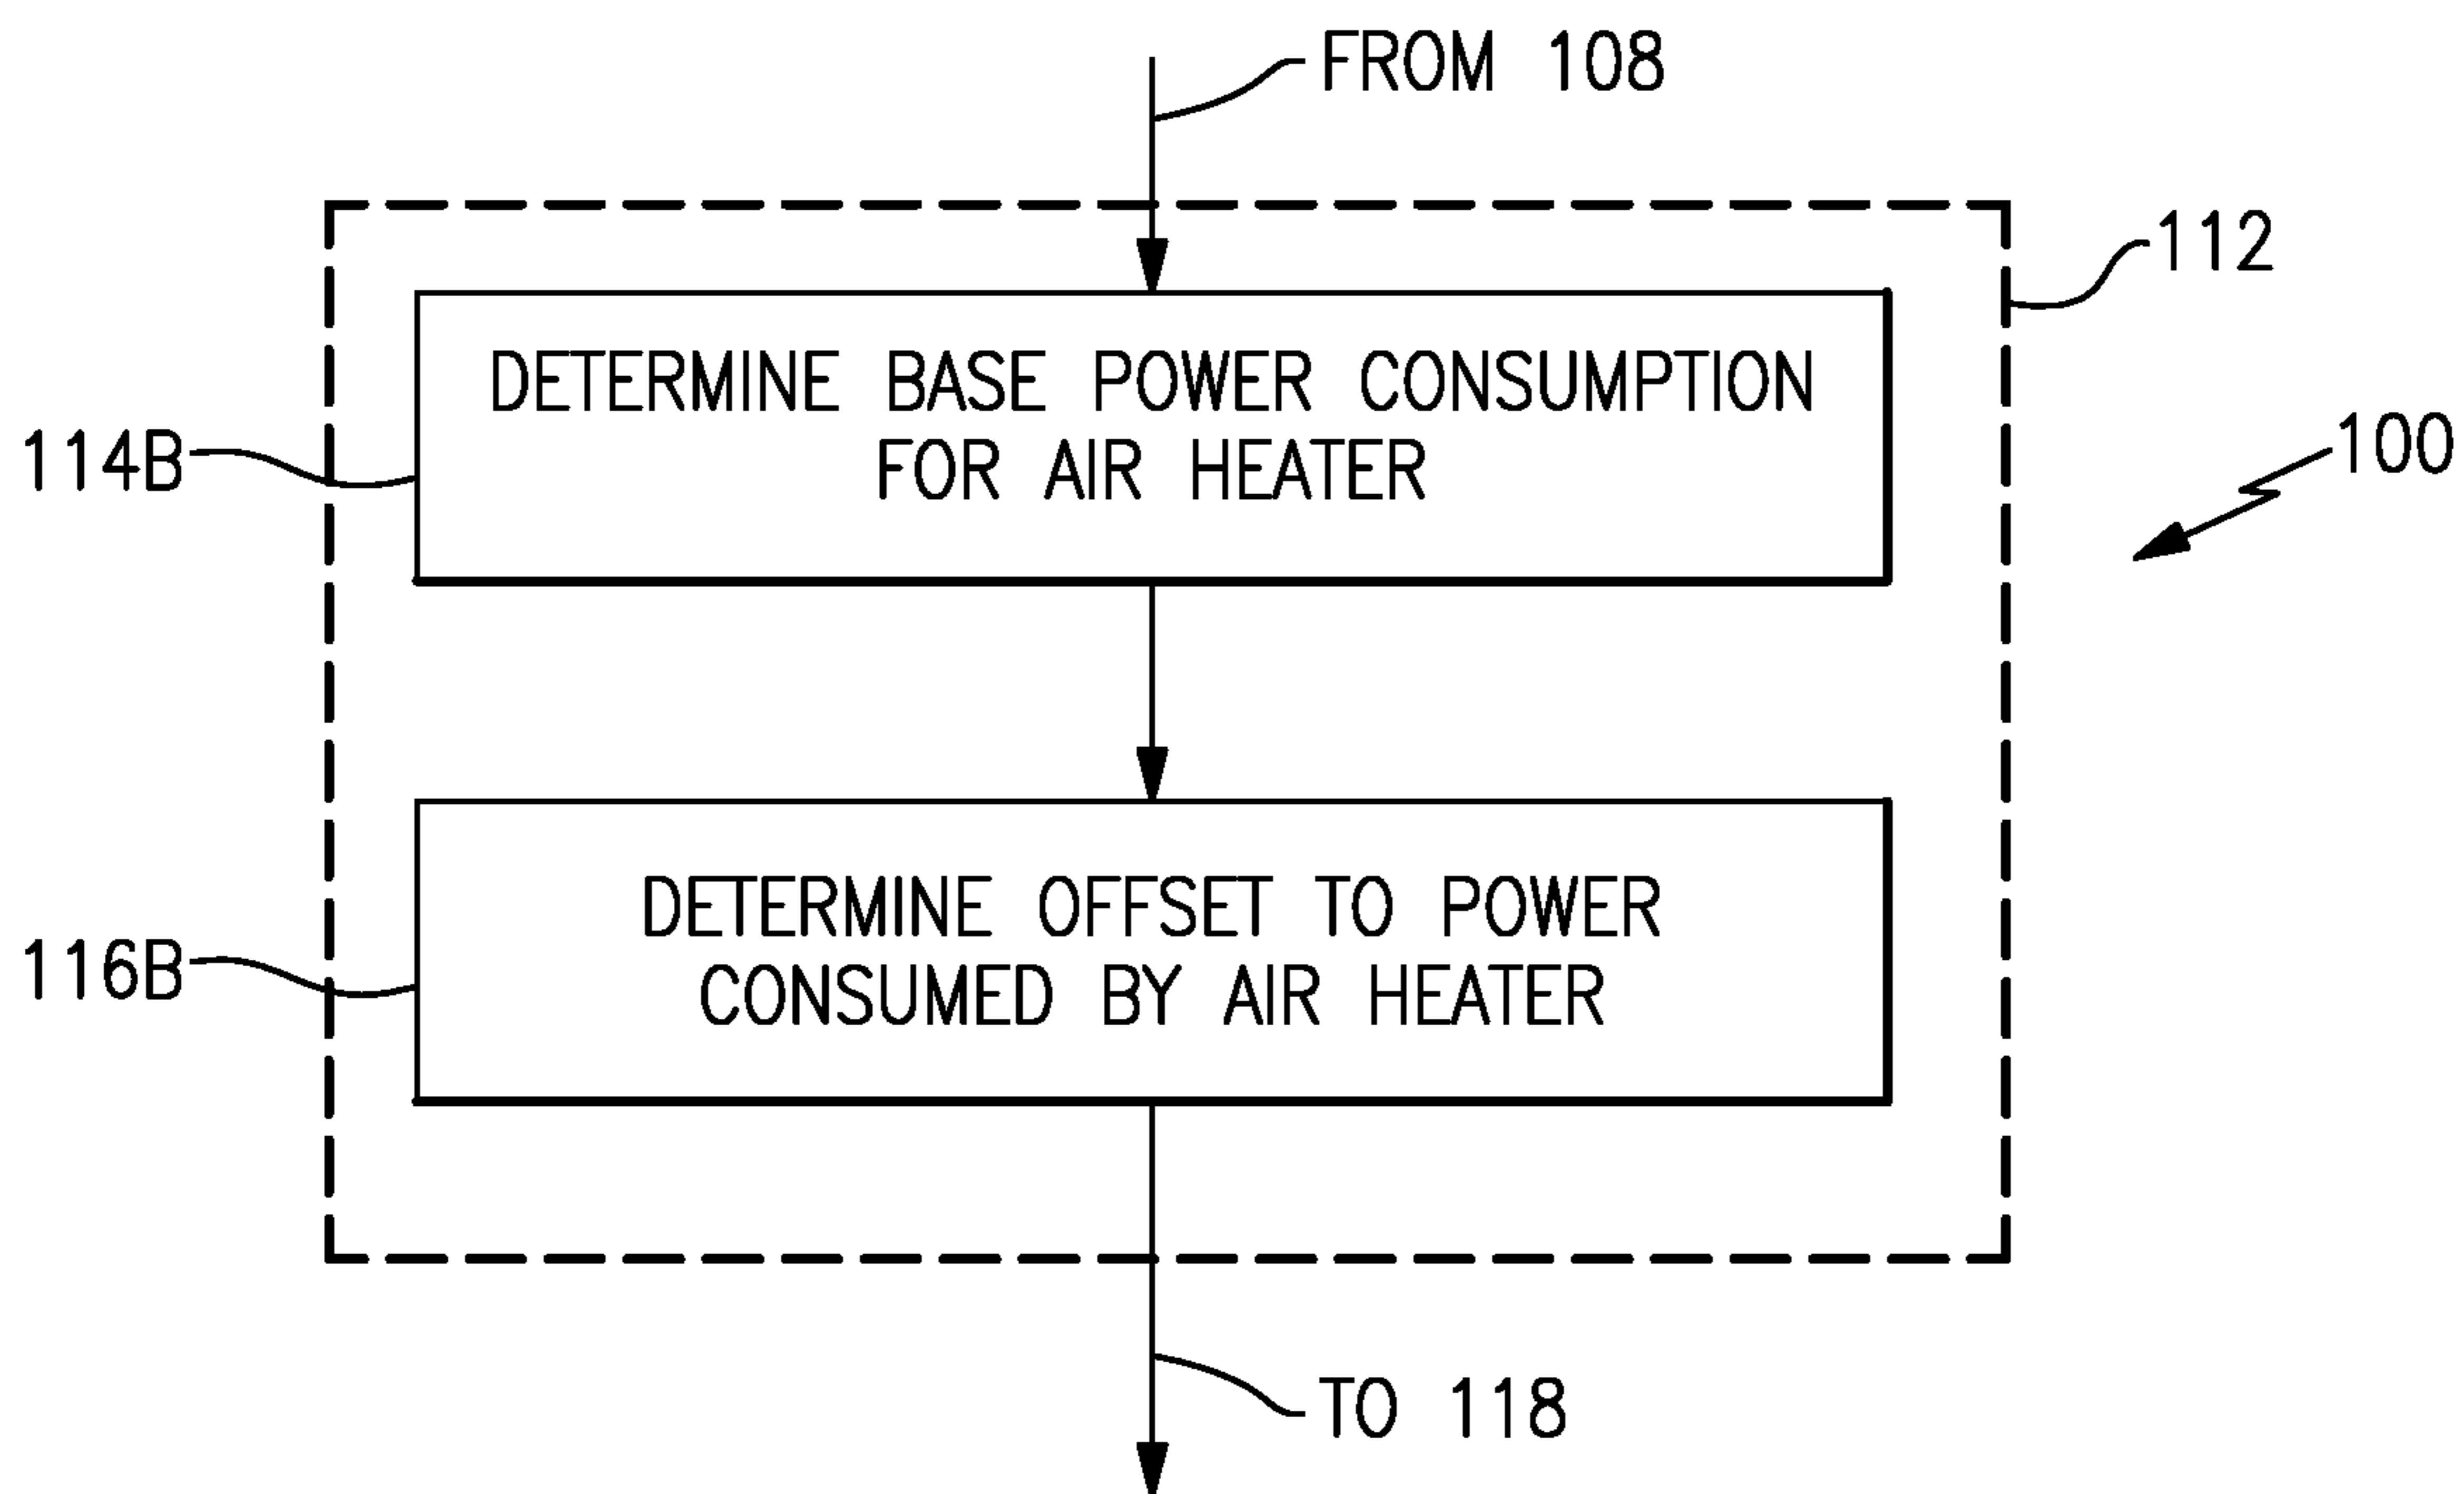 FROM 108
112
DETERMINE BASE POWER CONSUMPTION
FOR AIR HEATER
114B
100
DETERMINE OFFSET TO POWER
CONSUMED BY AIR HEATER
116B
TO 118